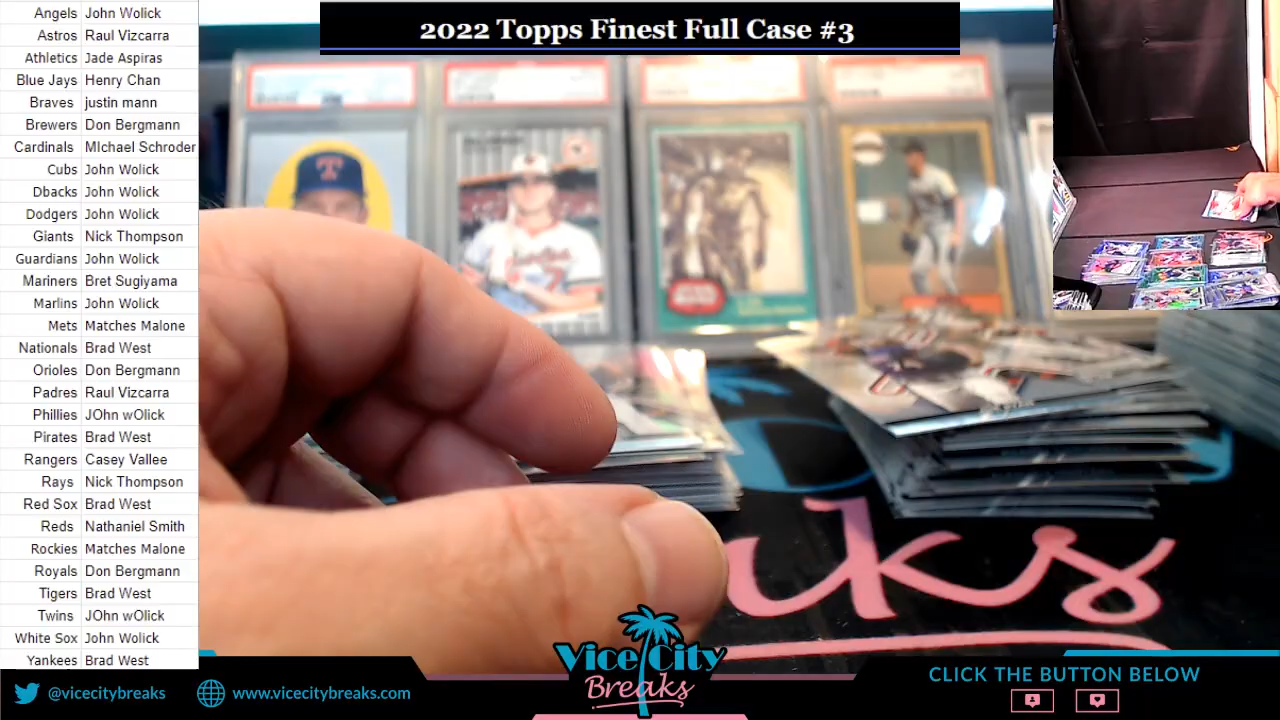 2022 Topps Finest Full Case #3
Angels John Wolick
Astros Raul Vizcarra
Athletics Jade Aspiras
Blue Jays Henry Chan
Braves justin mann
Brewers Don Bergmann
Cardinals MIchael Schroder
Cubs John Wolick
Dbacks John Wolick
Dodgers John Wolick
Giants Nick Thompson
Guardians John Wolick
Mariners Bret Sugiyama
Marlins John Wolick
Mets Matches Malone
Nationals Brad West
Orioles Don Bergmann
Padres Raul Vizcarra
Phillies JOhn wOlick
Pirates Brad West
Rangers Casey Vallee
Rays Nick Thompson
Red Sox Brad West
Reds Nathaniel Smith
Rockies Matches Malone
Royals Don Bergmann
Tigers Brad West
Twins JOhn wOlick
White Sox John Wolick
Yankees Brad West
@vicecitybreaks
www.vicecitybreaks.com
Vice City
Breaks
CLICK THE BUTTON BELOW